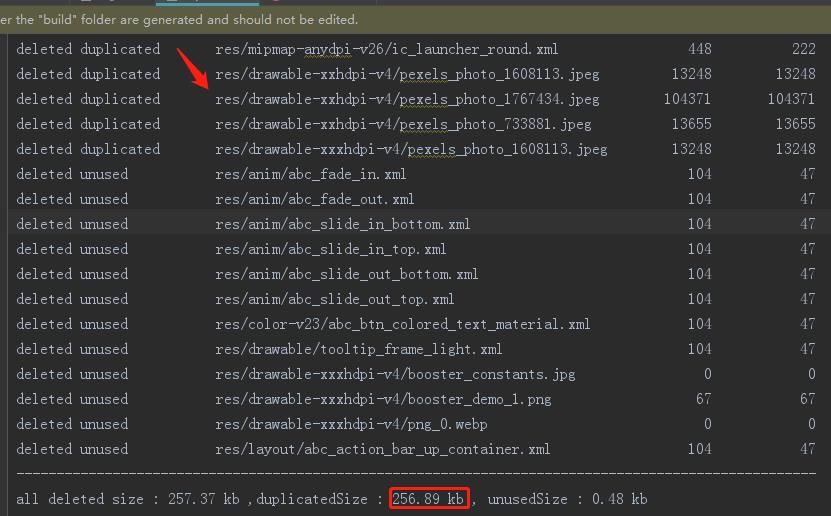 er the "build" folder are generated and should not be edited.
deleted duplicated res/mipmap-anydpi-v26/ic_launcher_round.xml 448 222
deleted duplicated res/drawable-xxhdpi-v4/pexels_photo_1608113.jpeg 13248 13248
deleted duplicated res/drawable-xxhdpi-v4/pexels_photo_1767434.jpeg 104371 104371
deleted duplicated res/drawable-xxhdpi-v4/pexels_photo_733881.jpeg 13655 13655
deleted duplicated res/drawable-xxxhdpi-v4/pexels_photo_1608113.jpeg 13248 13248
deleted unused res/anim/abc_fade_in.xml 104 47
deleted unused res/anim/abc_fade_out.xml 104 47
deleted unused res/anim/abc_slide_in_bottom.xml 104 47
deleted unused res/anim/abc_slide_in_top.xml 104 47
deleted unused res/anim/abc_slide_out_bottom.xml 104 47
deleted unused res/anim/abc_slide_out_top.xml 104 47
deleted unused res/color-v23/abc_btn_colored_text_material.xml 104 47
deleted unused res/drawable/tooltip_frame_light.xml 104 47
deleted unused res/drawable-xxxhdpi-v4/booster_constants.jpg 0 0
deleted unused res/drawable-xxxhdpi-v4/booster_demo_1.png 67 67
deleted unused res/drawable-xxxhdpi-v4/png_0.webp 0 0
deleted unused res/layout/abc_action_bar_up_container.xml 104 47
all deleted size : 257.37 kb ,duplicatedSize : 256.89 kb , unusedSize : 0.48 kb